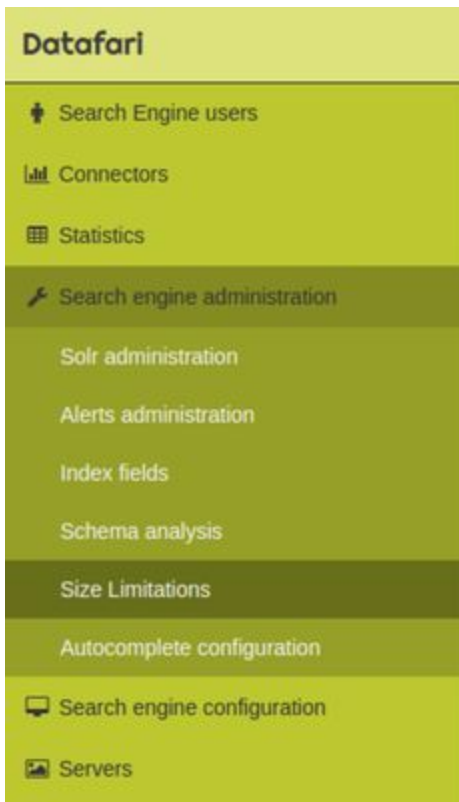 Datafari
Search Engine users
Connectors
Statistics
Search engine administration
Solr administration
Alerts administration
Index fields
Schema analysis
Size Limitations
Autocomplete configuration
Search engine configuration
Servers